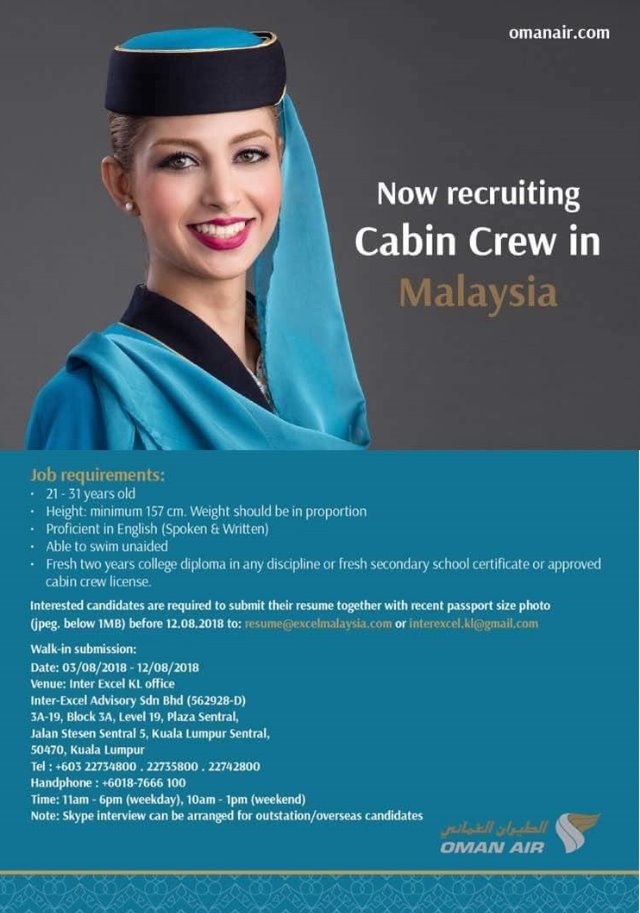 omanair.com
Now recruiting
Cabin Crew in
Malaysia
Job requirements:
• 21 - 31 years old
• Height: minimum 157 cm. Weight should be in proportion
• Proficient in English (Spoken & Written)
• Able to swim unaided
• Fresh two years college diploma in any discipline or fresh secondary school certificate or approved
cabin crew license.
Interested candidates are required to submit their resume together with recent passport size photo
(jpeg. below 1MB) before 12.08.2018 to: resume@excelmalaysia.com or interexcel.kl@gmail.com
Walk-in submission:
Date: 03/08/2018 - 12/08/2018
Venue: Inter Excel KL office
Inter-Excel Advisory Sdn Bhd (562928-D)
3A-19, Block 3A, Level 19, Plaza Sentral,
Jalan Stesen Sentral 5, Kuala Lumpur Sentral,
50470, Kuala Lumpur
Tel : +603 22734800 . 22735800 . 22742800
Handphone : +6018-7666 100
Time: 11am - 6pm (weekday), 10am - 1pm (weekend)
Note: Skype interview can be arranged for outstation/overseas candidates
الطيران العُماني
OMAN AIR